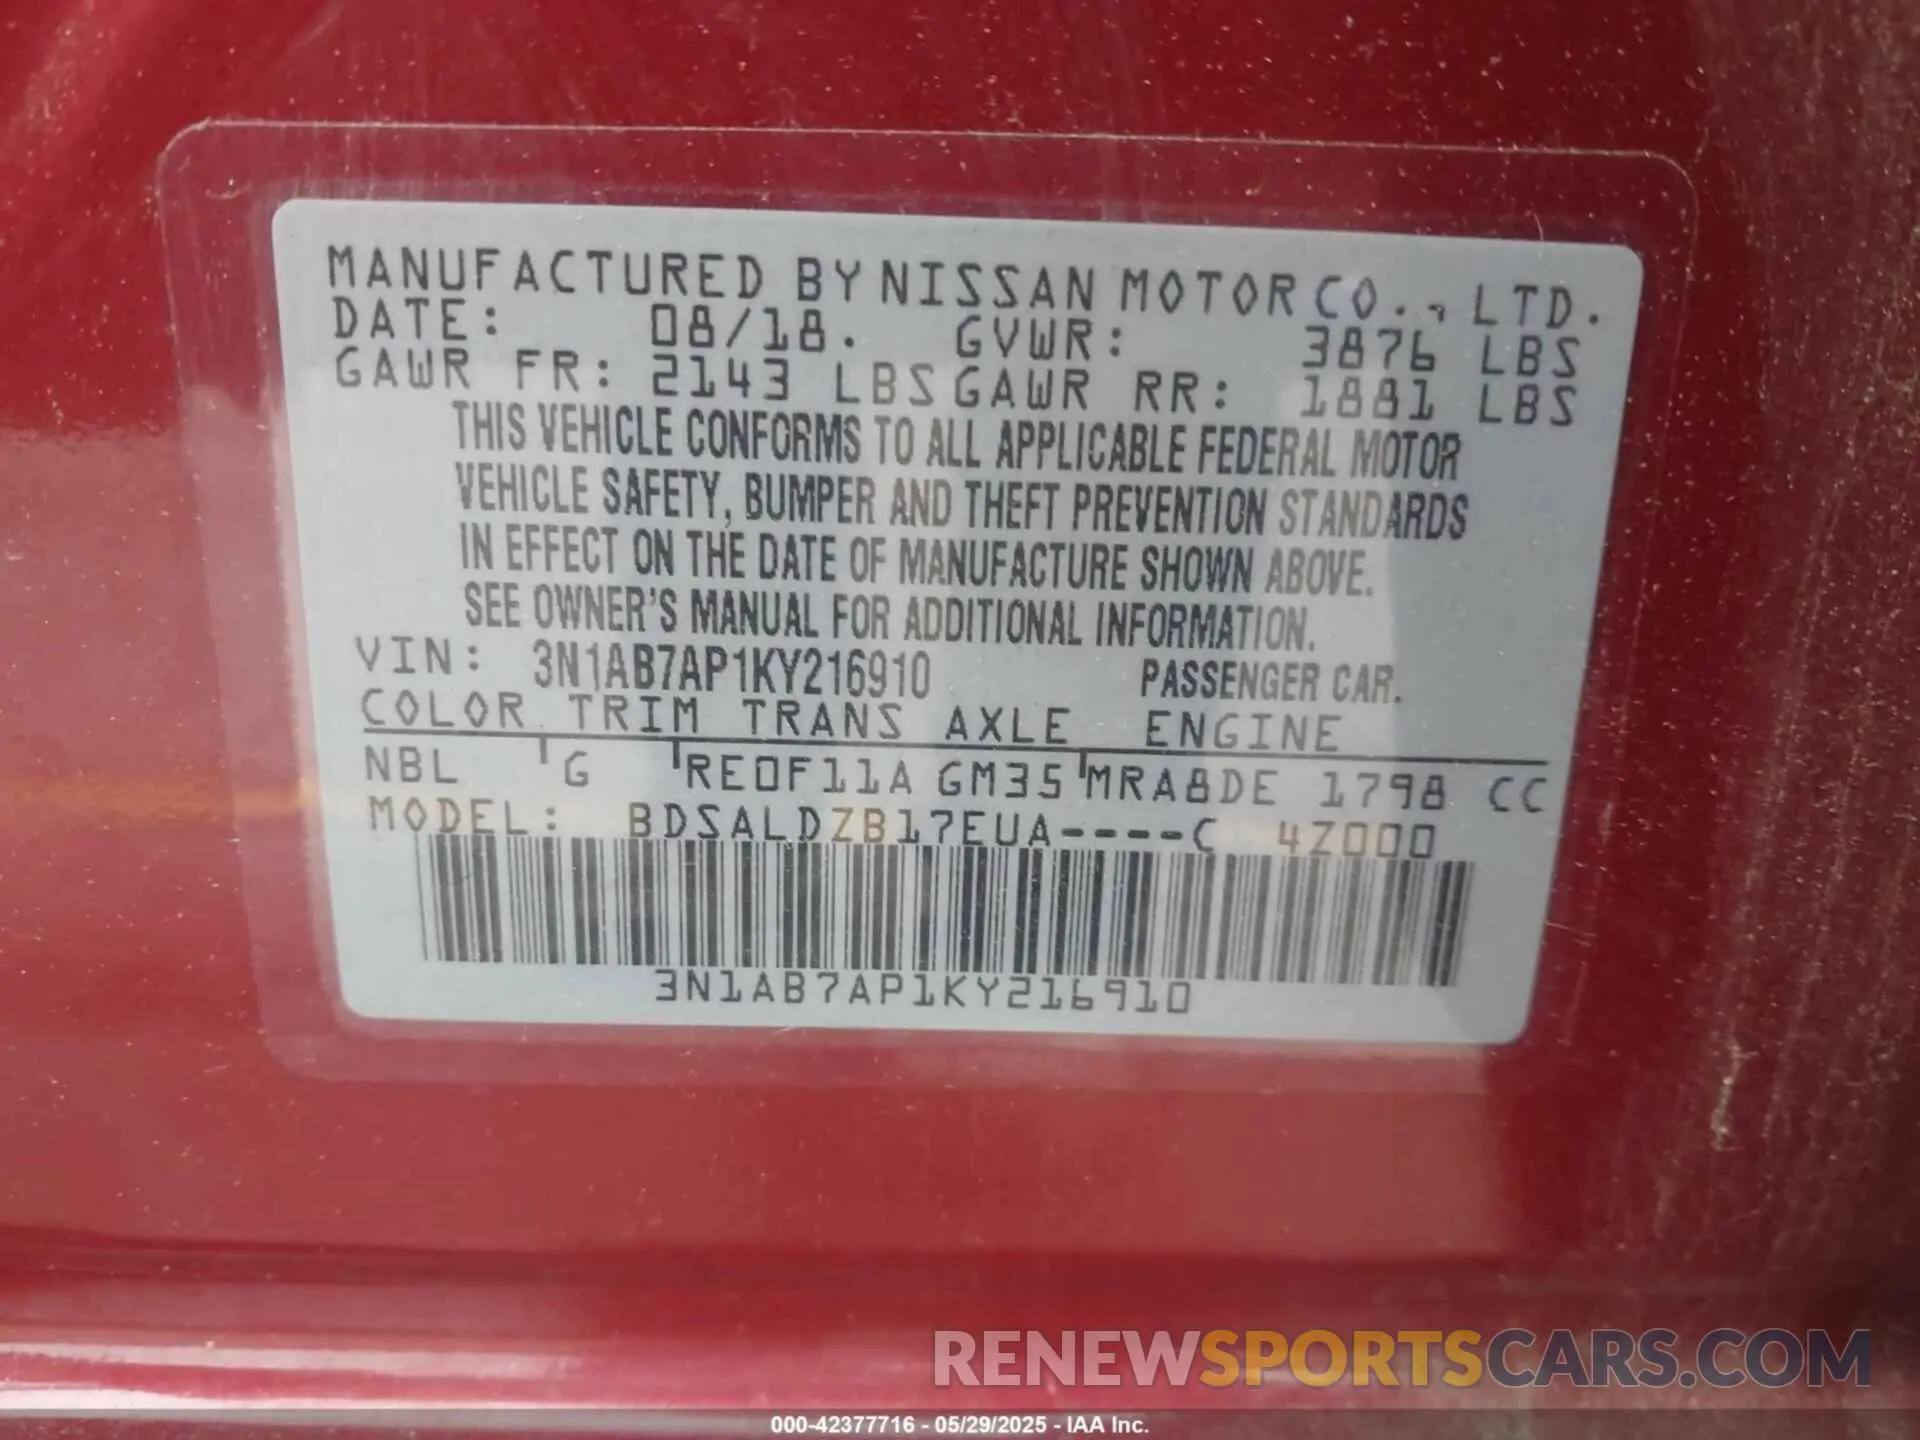 MANUFACTURED BY NISSAN MOTOR CO., LTD.
DATE: 08/18. GVWR: 3876 LBS
GAWR FR: 2143 LBS GAWR RR: 1881 LBS
THIS VEHICLE CONFORMS TO ALL APPLICABLE FEDERAL MOTOR
VEHICLE SAFETY, BUMPER AND THEFT PREVENTION STANDARDS
IN EFFECT ON THE DATE OF MANUFACTURE SHOWN ABOVE.
SEE OWNER'S MANUAL FOR ADDITIONAL INFORMATION.
VIN: 3N1AB7AP1KY216910 PASSENGER CAR.
COLOR TRIM TRANS AXLE ENGINE
NBL G RE0F11A GM35 MRA8DE 1798 CC
MODEL: BDSALDZB17EUA----C 4Z000
3N1AB7AP1KY216910
RENEWSPORTSCARS.COM
000-42377716 - 05/29/2025 - IAA Inc.